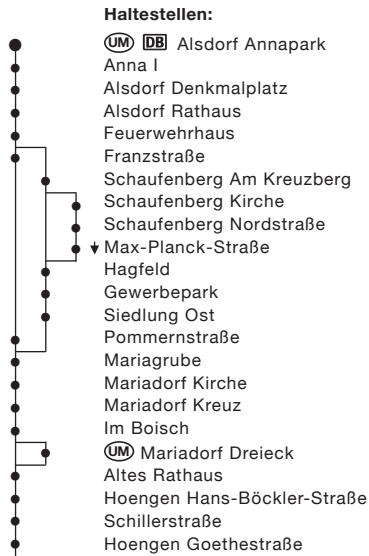 Haltestellen:
UM DB Alsdorf Annapark
Anna I
Alsdorf Denkmalplatz
Alsdorf Rathaus
Feuerwehrhaus
Franzstraße
Schaufenberg Am Kreuzberg
Schaufenberg Kirche
Schaufenberg Nordstraße
Max-Planck-Straße
Hagfeld
Gewerbepark
Siedlung Ost
Pommernstraße
Mariagrube
Mariadorf Kirche
Mariadorf Kreuz
Im Boisch
UM Mariadorf Dreieck
Altes Rathaus
Hoengen Hans-Böckler-Straße
Schillerstraße
Hoengen Goethestraße